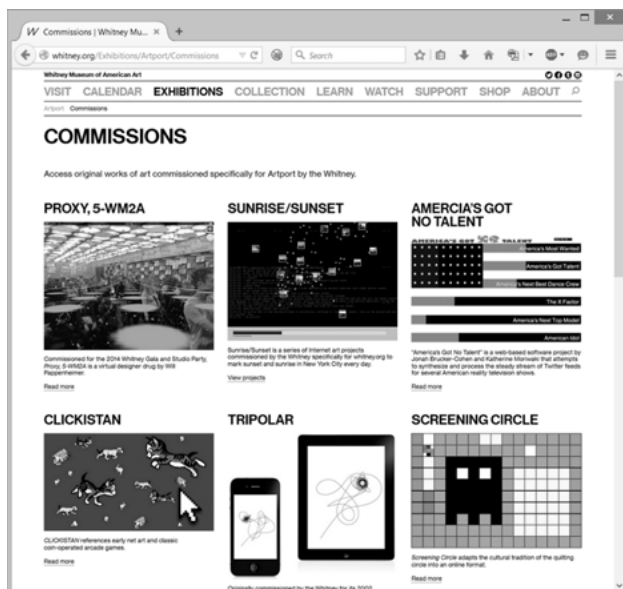 Commissions | Whitney Mu...
whitney.org/Exhibitions/Artport/Commissions
Search
Whitney Museum of American Art
VISIT CALENDAR EXHIBITIONS COLLECTION LEARN WATCH SUPPORT SHOP ABOUT
Artport Commissions
COMMISSIONS
Access original works of art commissioned specifically for Artport by the Whitney.
PROXY, 5-WM2A
Commissioned for the 2014 Whitney Gala and Studio Party,
Proxy, 5-WM2A is a virtual designer drug by Will
Pappenheimer.
Read more
SUNRISE/SUNSET
Sunrise/Sunset is a series of Internet art projects
commissioned by the Whitney specifically for whitney.org to
mark sunset and sunrise in New York City every day.
View projects
AMERCIA'S GOT
NO TALENT
AMERICA'S GOT NO TALENT
America's Most Wanted
America's Got Talent
America's Next Best Dance Crew
The X Factor
America's Next Top Model
American Idol
"America's Got No Talent" is a web-based software project by
Jonah Brucker-Cohen and Katherine Moriwaki that attempts
to synthesize and process the steady stream of Twitter feeds
for several American reality television shows.
Read more
CLICKISTAN
CLICKISTAN references early net art and classic
coin-operated arcade games.
Read more
TRIPOLAR
Originally commissioned by the Whitney for its 2002
SCREENING CIRCLE
Screening Circle adapts the cultural tradition of the quilting
circle into an online format.
Read more